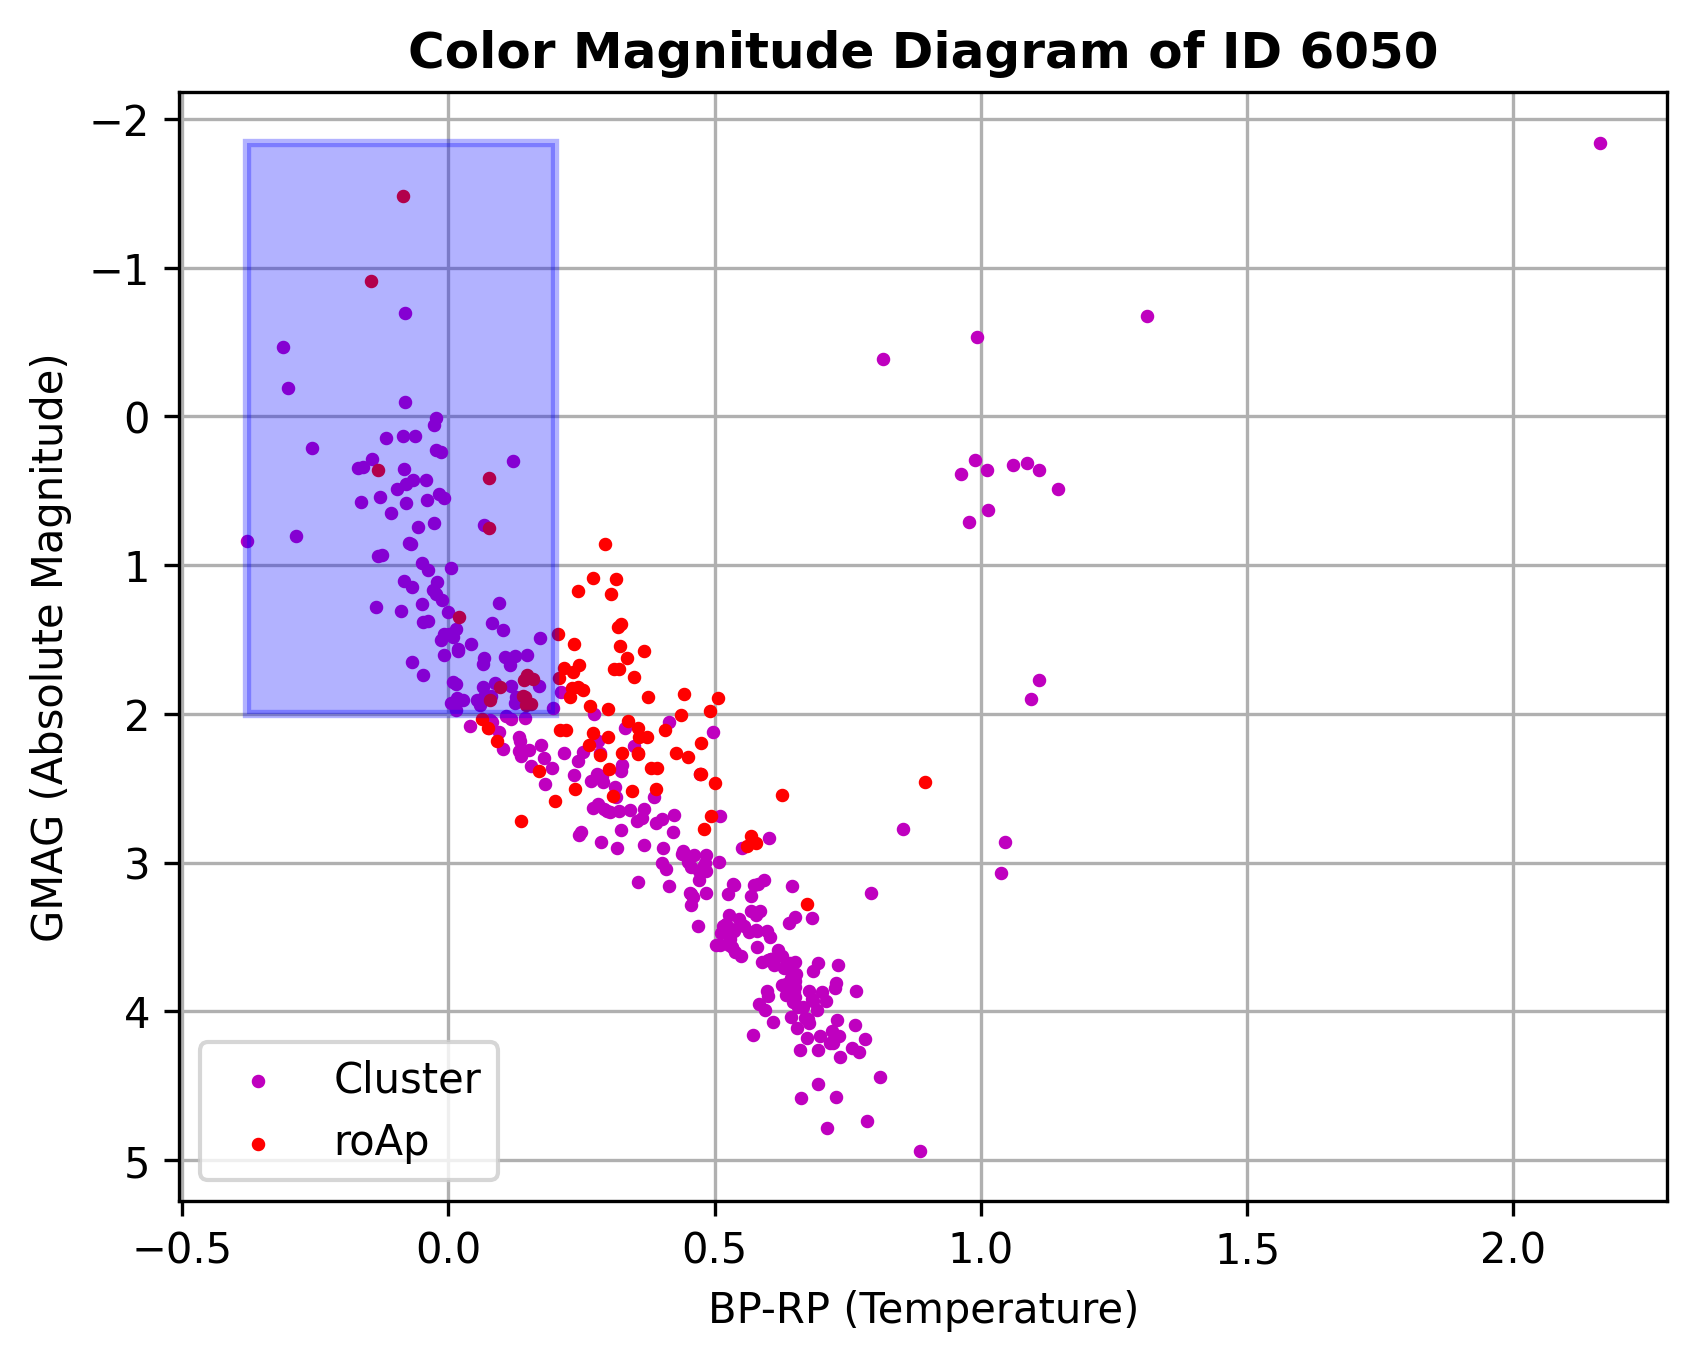 Color Magnitude Diagram of ID 6050
GMAG (Absolute Magnitude)
−2
−1
0
1
2
3
4
5
Cluster
roAp
−0.5
0.0
0.5
1.0
1.5
2.0
BP-RP (Temperature)